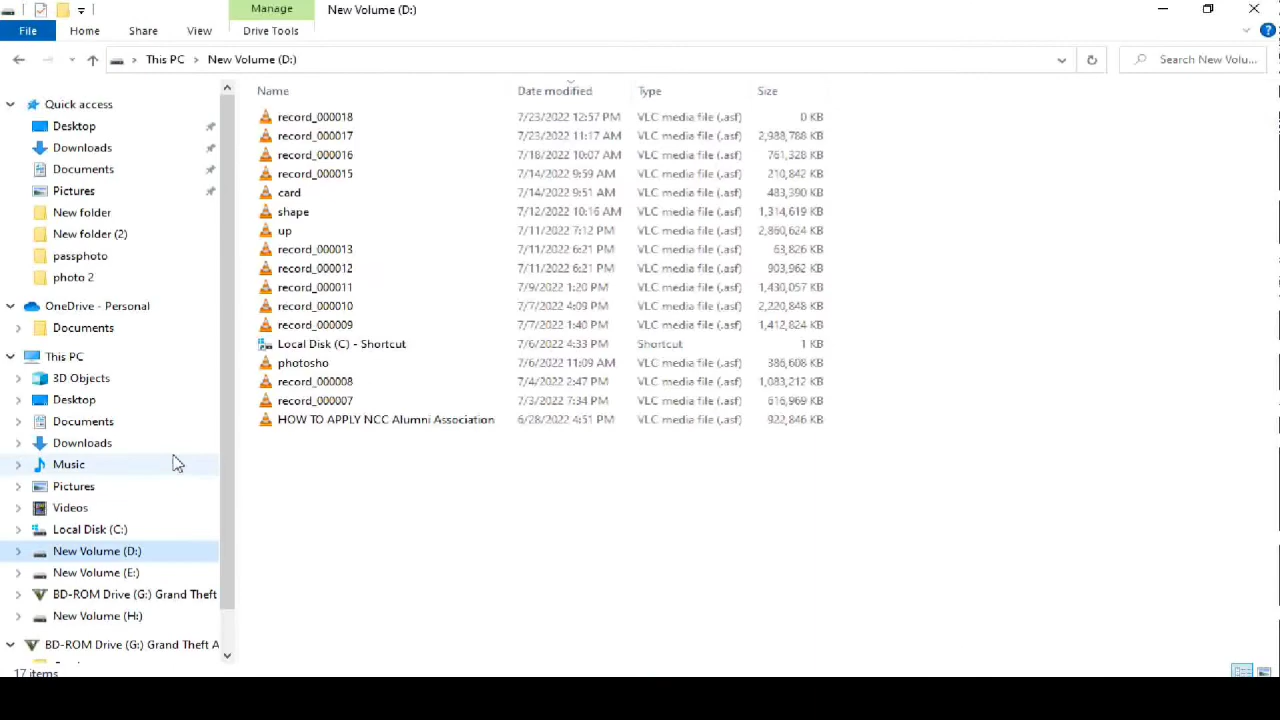 Manage New Volume (D:)
File Home Share View Drive Tools
This PC New Volume (D:) Search New Volu...
Name Date modified Type Size
Quick access
Desktop
Downloads
Documents
Pictures
New folder
New folder (2)
passphoto
photo 2
OneDrive - Personal
Documents
This PC
3D Objects
Desktop
Documents
Downloads
Music
Pictures
Videos
Local Disk (C:)
New Volume (D:)
New Volume (E:)
BD-ROM Drive (G:) Grand Theft
New Volume (H:)
BD-ROM Drive (G:) Grand Theft A
record_000018 7/23/2022 12:57 PM VLC media file (.asf) 0 KB
record_000017 7/23/2022 11:17 AM VLC media file (.asf) 2,988,788 KB
record_000016 7/18/2022 10:07 AM VLC media file (.asf) 761,328 KB
record_000015 7/14/2022 9:59 AM VLC media file (.asf) 210,842 KB
card 7/14/2022 9:51 AM VLC media file (.asf) 483,390 KB
shape 7/12/2022 10:16 AM VLC media file (.asf) 1,314,619 KB
up 7/11/2022 7:12 PM VLC media file (.asf) 2,860,624 KB
record_000013 7/11/2022 6:21 PM VLC media file (.asf) 63,826 KB
record_000012 7/11/2022 6:21 PM VLC media file (.asf) 903,962 KB
record_000011 7/9/2022 1:20 PM VLC media file (.asf) 1,430,057 KB
record_000010 7/7/2022 4:09 PM VLC media file (.asf) 2,220,848 KB
record_000009 7/7/2022 1:40 PM VLC media file (.asf) 1,412,824 KB
Local Disk (C) - Shortcut 7/6/2022 4:33 PM Shortcut 1 KB
photosho 7/6/2022 11:09 AM VLC media file (.asf) 386,608 KB
record_000008 7/4/2022 2:47 PM VLC media file (.asf) 1,083,212 KB
record_000007 7/3/2022 7:34 PM VLC media file (.asf) 616,969 KB
HOW TO APPLY NCC Alumni Association 6/28/2022 4:51 PM VLC media file (.asf) 922,846 KB
17 items